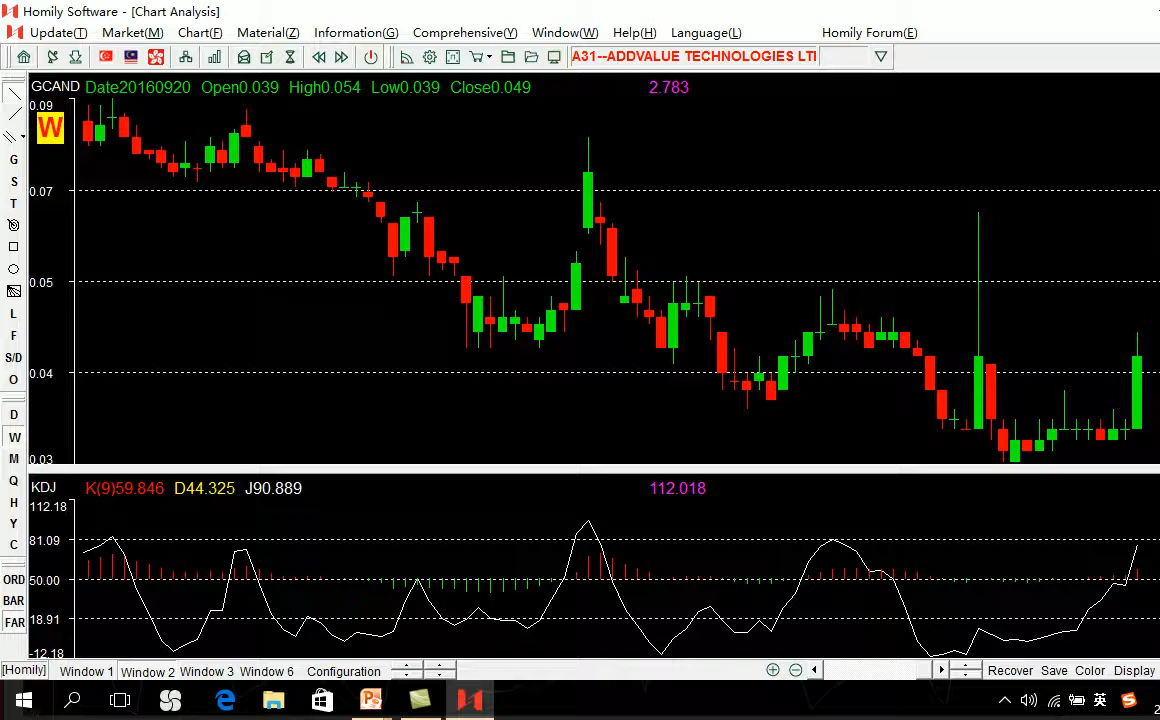 Homily Software - [Chart Analysis]
Update(T) Market(M) Chart(F) Material(Z) Information(G) Comprehensive(Y) Window(W) Help(H) Language(L) Homily Forum(E)
A31--ADDVALUE TECHNOLOGIES LTI
GCAND Date20160920 Open0.039 High0.054 Low0.039 Close0.049 2.783
0.09
W
G
S
T
0.07
0.05
L
F
S/D
0.04
O
D
W
M
0.03
Q
KDJ K(9)59.846 D44.325 J90.889 112.018
H
112.18
Y
81.09
C
50.00
ORD
BAR
18.91
FAR
-12.18
[Homily] Window 1 Window 2 Window 3 Window 6 Configuration Recover Save Color Display
英
2